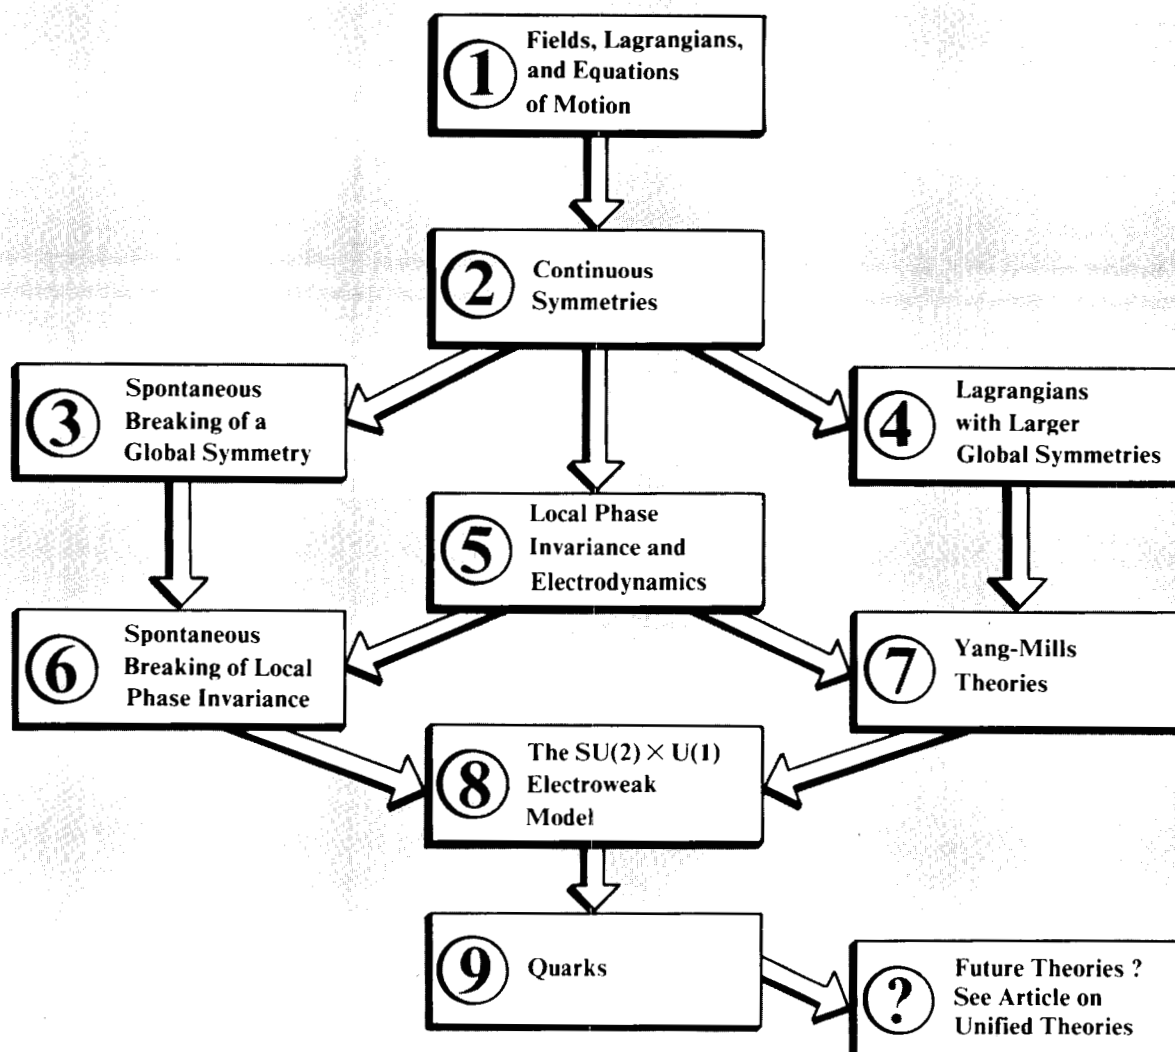 1
Fields, Lagrangians,
and Equations
of Motion
2
Continuous
Symmetries
3
Spontaneous
Breaking of a
Global Symmetry
4
Lagrangians
with Larger
Global Symmetries
5
Local Phase
Invariance and
Electrodynamics
6
Spontaneous
Breaking of Local
Phase Invariance
7
Yang-Mills
Theories
8
The SU(2) × U(1)
Electroweak
Model
9
Quarks
?
Future Theories ?
See Article on
Unified Theories